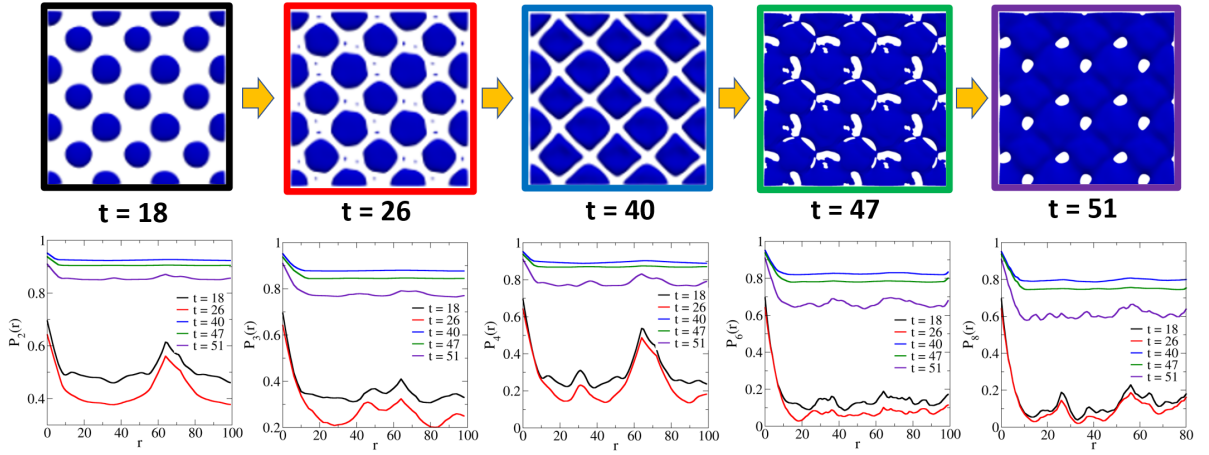 t = 18
t = 26
t = 40
t = 47
t = 51
1
0.8
0.6
0.4
P2(r)
0 20 40 60 80 100
r
t = 18
t = 26
t = 40
t = 47
t = 51
1
0.8
0.6
0.4
0.2
P3(r)
0 20 40 60 80 100
r
t = 18
t = 26
t = 40
t = 47
t = 51
1
0.8
0.6
0.4
0.2
0
P4(r)
0 20 40 60 80 100
r
t = 18
t = 26
t = 40
t = 47
t = 51
1
0.8
0.6
0.4
0.2
0
P6(r)
0 20 40 60 80 100
r
t = 18
t = 26
t = 40
t = 47
t = 51
1
0.8
0.6
0.4
0.2
0
P8(r)
0 20 40 60 80
r
t = 18
t = 26
t = 40
t = 47
t = 51